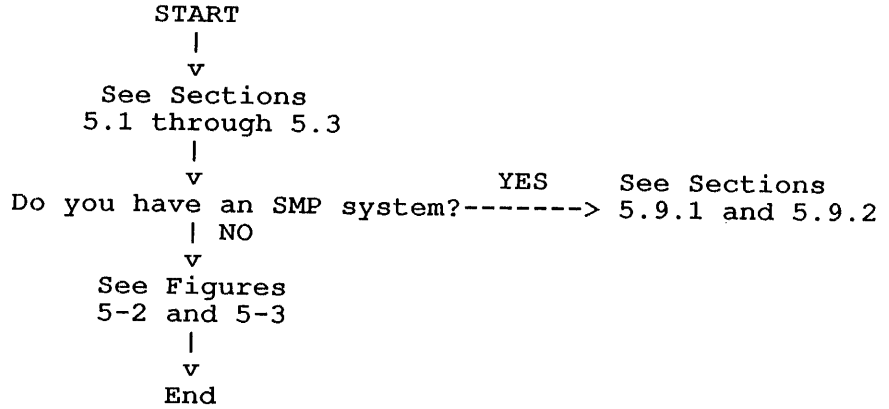 START
|
v
See Sections
5.1 through 5.3
|
v
Do you have an SMP system?-------> YES See Sections
5.9.1 and 5.9.2
| NO
v
See Figures
5-2 and 5-3
|
v
End